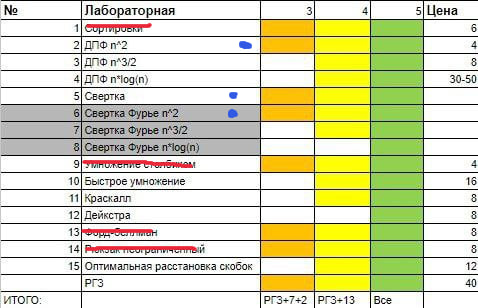 № Лабораторная 3 4 5 Цена
1 Сортировки 6
2 ДПФ n^2 4
3 ДПФ n^3/2 8
4 ДПФ n*log(n) 30-50
5 Свертка
6 Свертка Фурье n^2
7 Свертка Фурье n^3/2
8 Свертка Фурье n*log(n)
9 Умножение столбиком 4
10 Быстрое умножение 16
11 Краскалл 8
12 Дейкстра 8
13 Форд-беллман 8
14 Рюкзак неограниченный 8
15 Оптимальная расстановка скобок 12
РГЗ 40
ИТОГО: РГЗ+7+2 РГЗ+13 Все